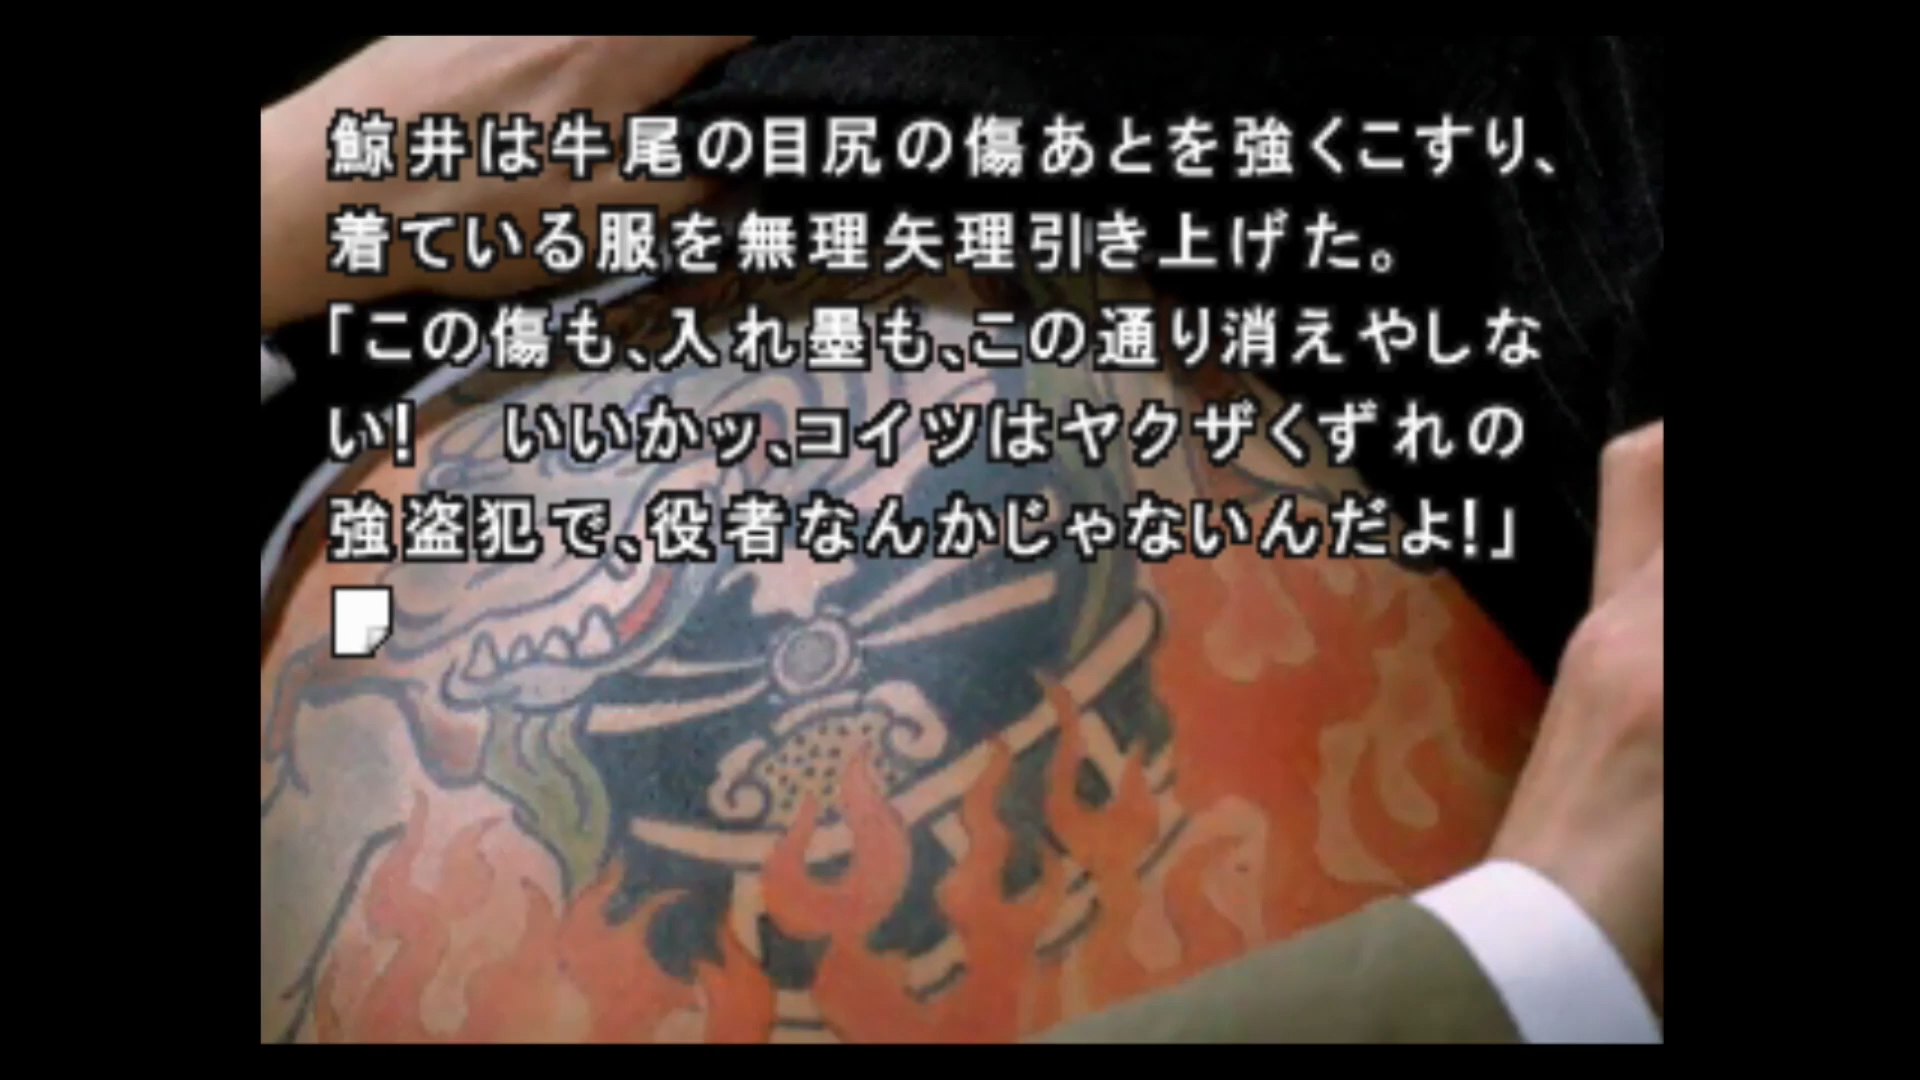 鯨井は牛尾の目尻の傷あとを強くこすり、
着ている服を無理矢理引き上げた。
「この傷も、入れ墨も、この通り消えやしな
い！　いいかッ、コイツはヤクザくずれの
強盗犯で、役者なんかじゃないんだよ！」